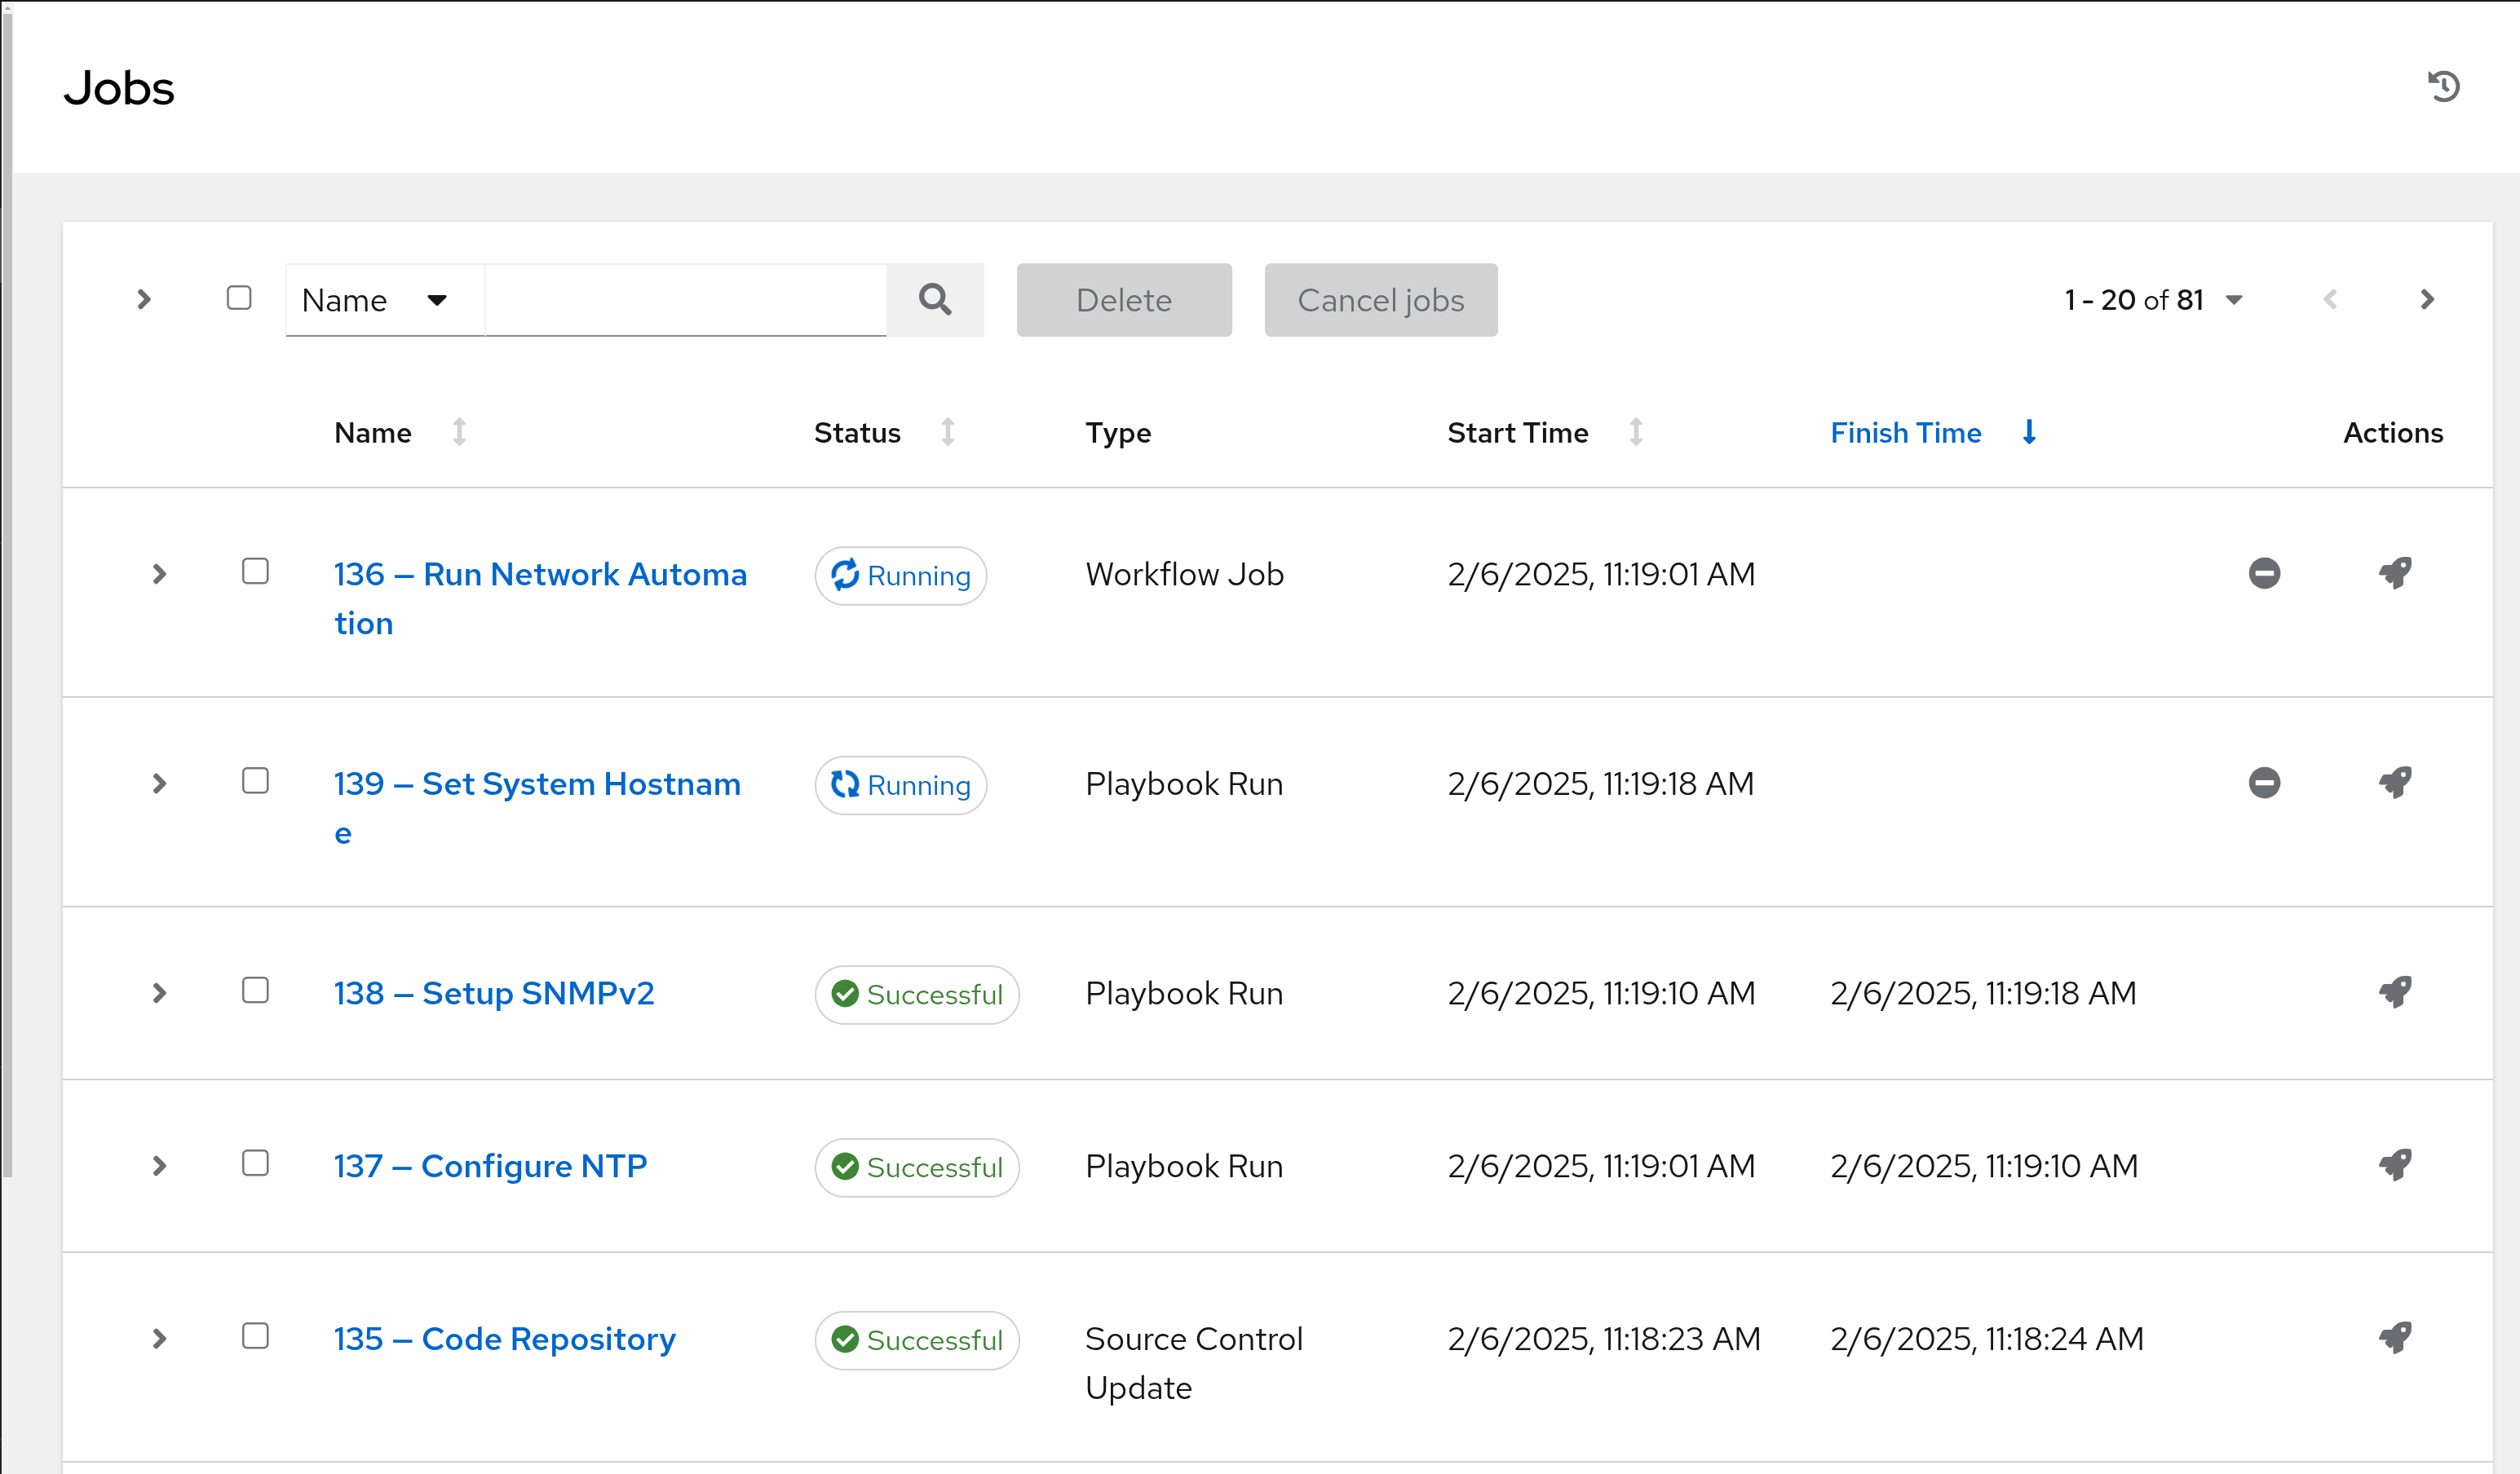 Jobs
Name
Delete
Cancel jobs
1 - 20 of 81
Name Status Type Start Time Finish Time Actions
136 — Run Network Automa
tion
Running
Workflow Job
2/6/2025, 11:19:01 AM
139 — Set System Hostnam
e
Running
Playbook Run
2/6/2025, 11:19:18 AM
138 — Setup SNMPv2
Successful
Playbook Run
2/6/2025, 11:19:10 AM
2/6/2025, 11:19:18 AM
137 — Configure NTP
Successful
Playbook Run
2/6/2025, 11:19:01 AM
2/6/2025, 11:19:10 AM
135 — Code Repository
Successful
Source Control
Update
2/6/2025, 11:18:23 AM
2/6/2025, 11:18:24 AM